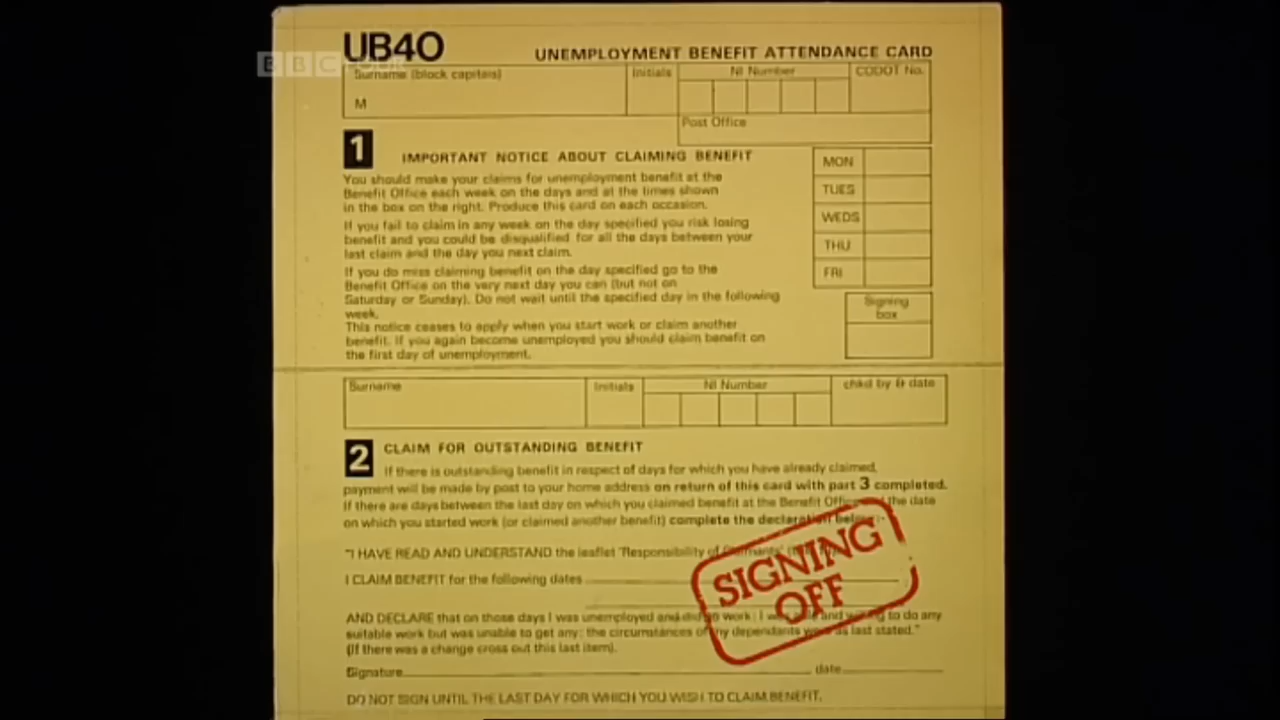 BBC FOUR
UB40
UNEMPLOYMENT BENEFIT ATTENDANCE CARD
Surname (block capitals)
Initials
NI Number
CODOT No.
M
Post Office
1
IMPORTANT NOTICE ABOUT CLAIMING BENEFIT
You should make your claims for unemployment benefit at the
Benefit Office each week on the days and at the times shown
in the box on the right. Produce this card on each occasion.
If you fail to claim in any week on the day specified you risk losing
benefit and you could be disqualified for all the days between your
last claim and the day you next claim.
If you do miss claiming benefit on the day specified go to the
Benefit Office on the very next day you can (but not on
Saturday or Sunday). Do not wait until the specified day in the following
week.
This notice ceases to apply when you start work or claim another
benefit. If you again become unemployed you should claim benefit on
the first day of unemployment.
MON
TUES
WEDS
THU
FRI
Signing
box
Surname
Initials
NI Number
chkd by & date
2
CLAIM FOR OUTSTANDING BENEFIT
If there is outstanding benefit in respect of days for which you have already claimed,
payment will be made by post to your home address on return of this card with part 3 completed.
If there are days between the last day on which you claimed benefit at the Benefit Office and the date
on which you started work (or claimed another benefit) complete the declaration below:-
"I HAVE READ AND UNDERSTAND the leaflet 'Responsibility of Claimants'
I CLAIM BENEFIT for the following dates
AND DECLARE that on those days I was unemployed and did no work: I was able and willing to do any
suitable work but was unable to get any: the circumstances of my dependants were as last stated."
(If there was a change cross out this last item).
Signature
date
DO NOT SIGN UNTIL THE LAST DAY FOR WHICH YOU WISH TO CLAIM BENEFIT.
SIGNING
OFF